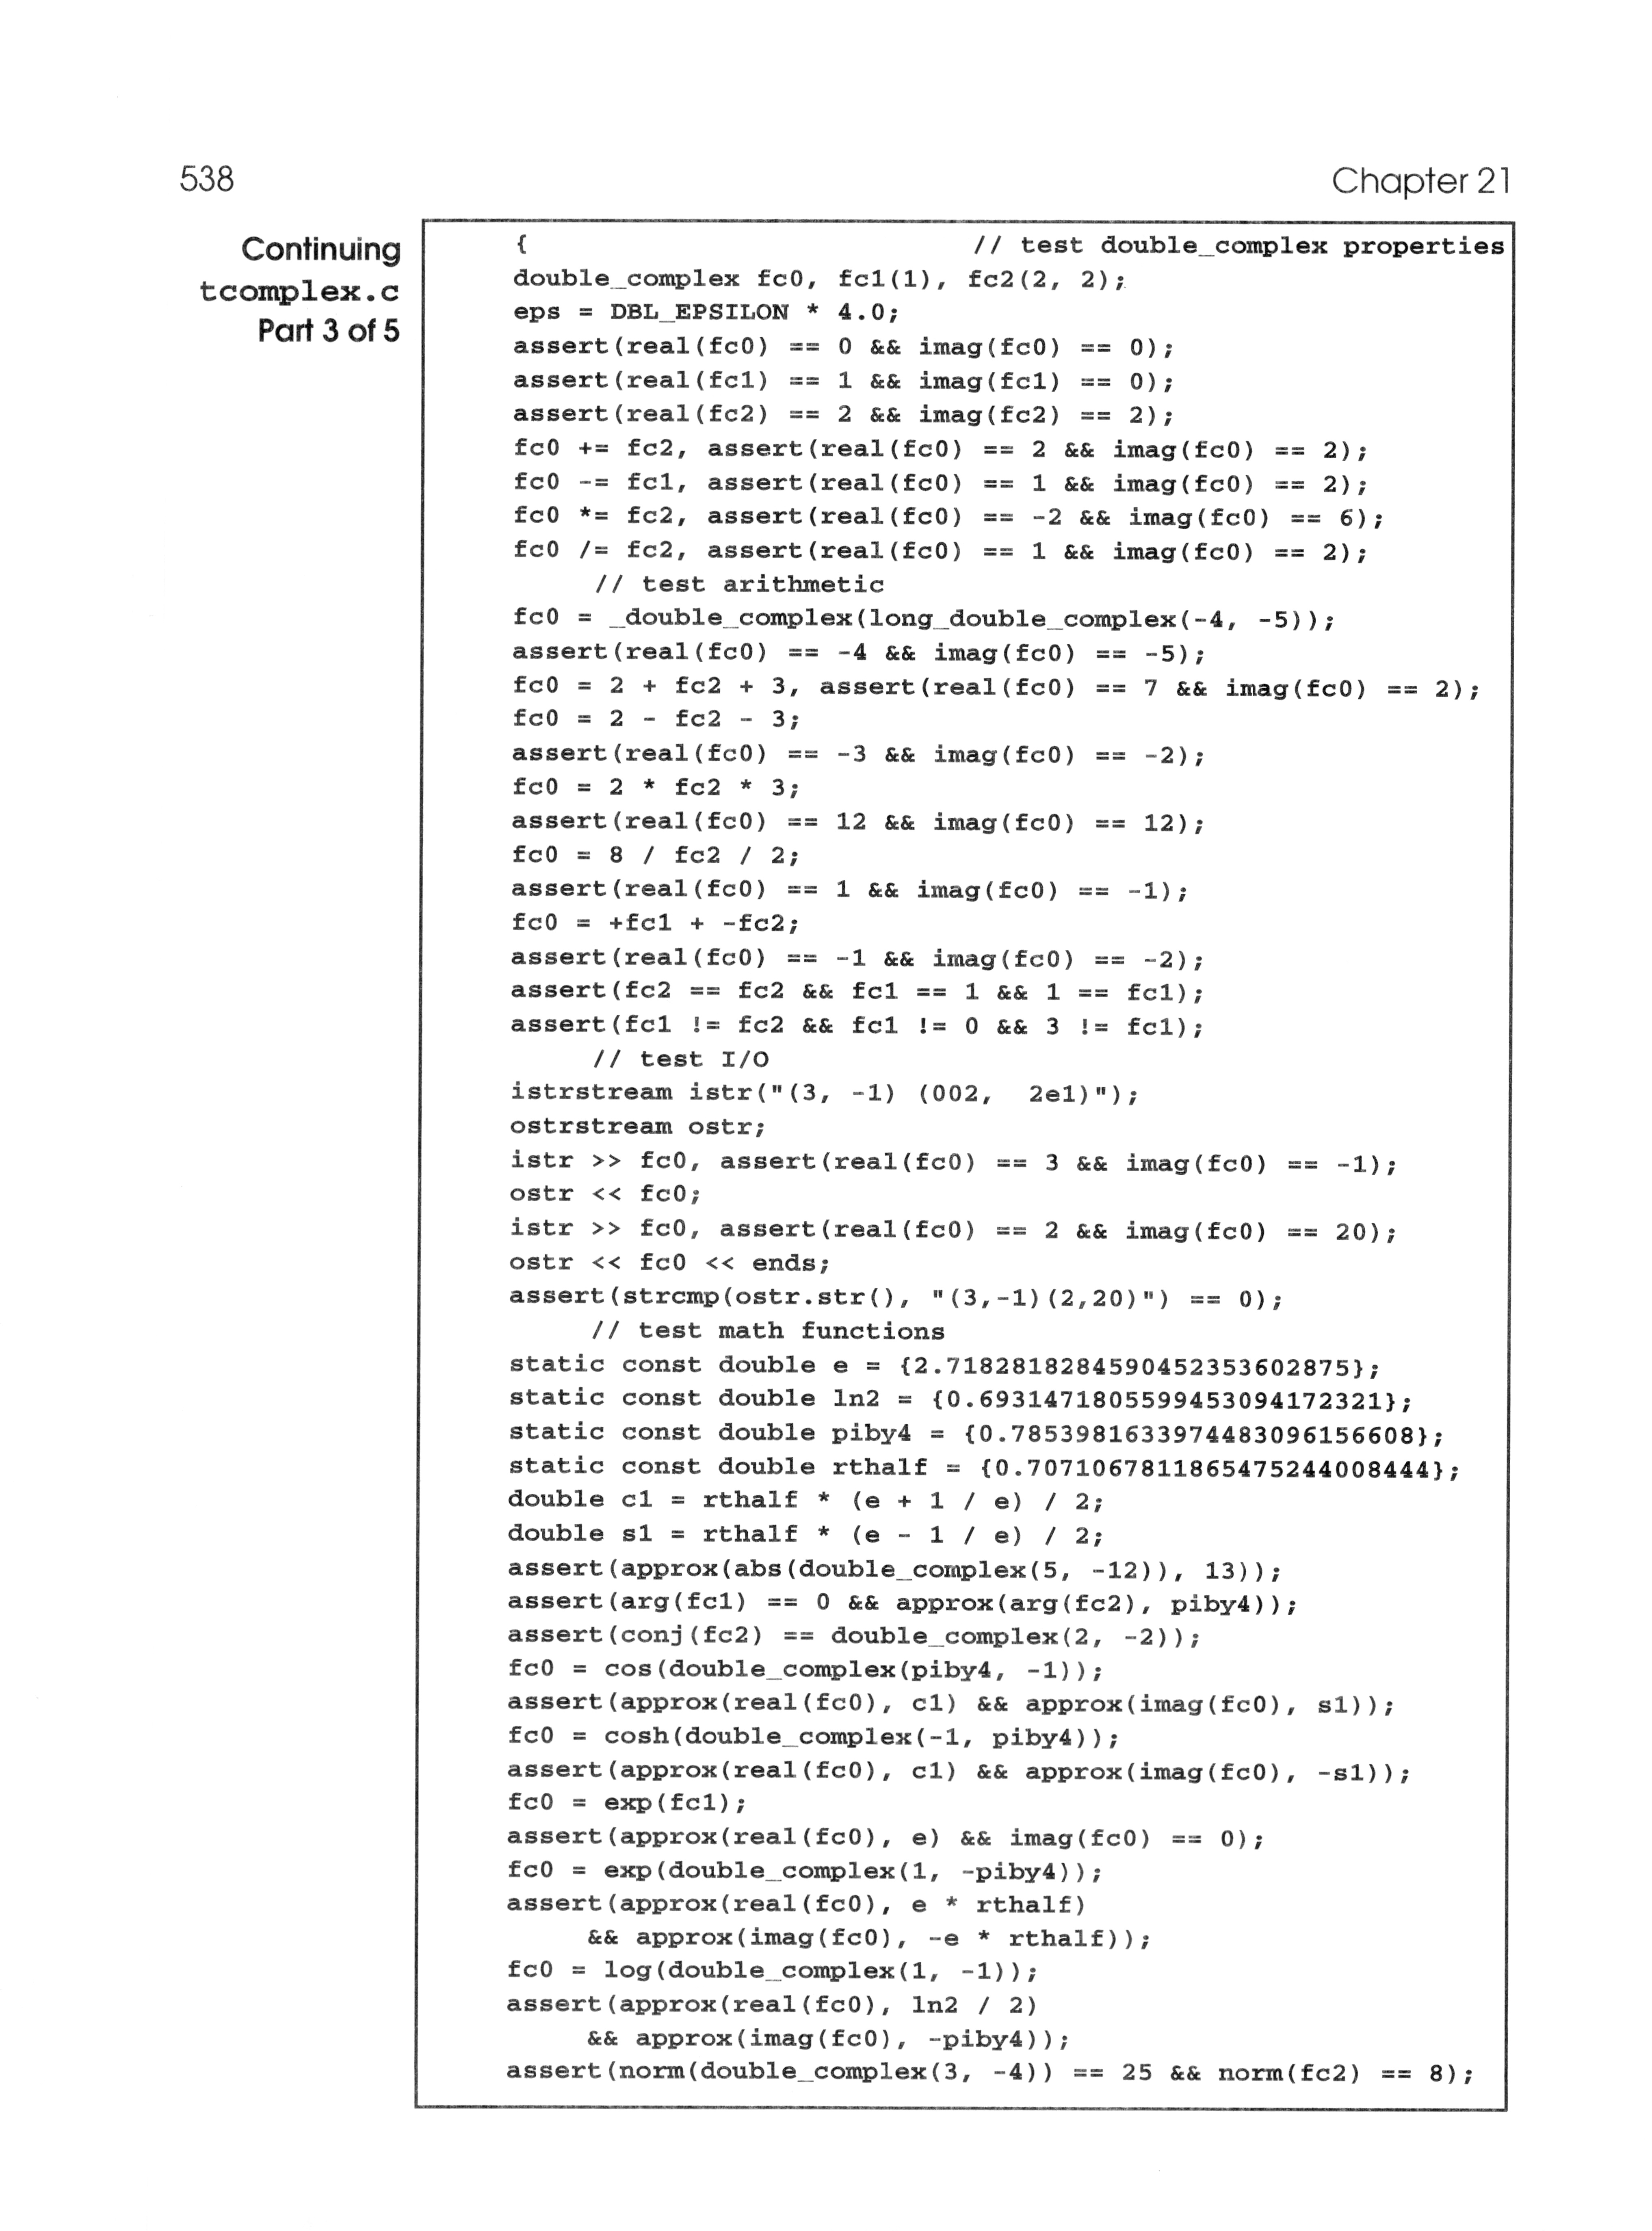 538
Chapter 21
Continuing
tcomplex.c
Part 3 of 5
{ // test double_complex properties
double_complex fc0, fc1(1), fc2(2, 2);
eps = DBL_EPSILON * 4.0;
assert(real(fc0) == 0 && imag(fc0) == 0);
assert(real(fc1) == 1 && imag(fc1) == 0);
assert(real(fc2) == 2 && imag(fc2) == 2);
fc0 += fc2, assert(real(fc0) == 2 && imag(fc0) == 2);
fc0 -= fc1, assert(real(fc0) == 1 && imag(fc0) == 2);
fc0 *= fc2, assert(real(fc0) == -2 && imag(fc0) == 6);
fc0 /= fc2, assert(real(fc0) == 1 && imag(fc0) == 2);
// test arithmetic
fc0 = _double_complex(long_double_complex(-4, -5));
assert(real(fc0) == -4 && imag(fc0) == -5);
fc0 = 2 + fc2 + 3, assert(real(fc0) == 7 && imag(fc0) == 2);
fc0 = 2 - fc2 - 3;
assert(real(fc0) == -3 && imag(fc0) == -2);
fc0 = 2 * fc2 * 3;
assert(real(fc0) == 12 && imag(fc0) == 12);
fc0 = 8 / fc2 / 2;
assert(real(fc0) == 1 && imag(fc0) == -1);
fc0 = +fc1 + -fc2;
assert(real(fc0) == -1 && imag(fc0) == -2);
assert(fc2 == fc2 && fc1 == 1 && 1 == fc1);
assert(fc1 != fc2 && fc1 != 0 && 3 != fc1);
// test I/O
istrstream istr("(3, -1) (002,  2e1)");
ostrstream ostr;
istr >> fc0, assert(real(fc0) == 3 && imag(fc0) == -1);
ostr << fc0;
istr >> fc0, assert(real(fc0) == 2 && imag(fc0) == 20);
ostr << fc0 << ends;
assert(strcmp(ostr.str(), "(3,-1)(2,20)") == 0);
// test math functions
static const double e = {2.7182818284590452353602875};
static const double ln2 = {0.69314718055994530941 72321};
static const double piby4 = {0.7853981633974483096156608};
static const double rthalf = {0.7071067811865475244008444};
double c1 = rthalf * (e + 1 / e) / 2;
double s1 = rthalf * (e - 1 / e) / 2;
assert(approx(abs(double_complex(5, -12)), 13));
assert(arg(fc1) == 0 && approx(arg(fc2), piby4));
assert(conj(fc2) == double_complex(2, -2));
fc0 = cos(double_complex(piby4, -1));
assert(approx(real(fc0), c1) && approx(imag(fc0), s1));
fc0 = cosh(double_complex(-1, piby4));
assert(approx(real(fc0), c1) && approx(imag(fc0), -s1));
fc0 = exp(fc1);
assert(approx(real(fc0), e) && imag(fc0) == 0);
fc0 = exp(double_complex(1, -piby4));
assert(approx(real(fc0), e * rthalf)
&& approx(imag(fc0), -e * rthalf));
fc0 = log(double_complex(1, -1));
assert(approx(real(fc0), ln2 / 2)
&& approx(imag(fc0), -piby4));
assert(norm(double_complex(3, -4)) == 25 && norm(fc2) == 8);